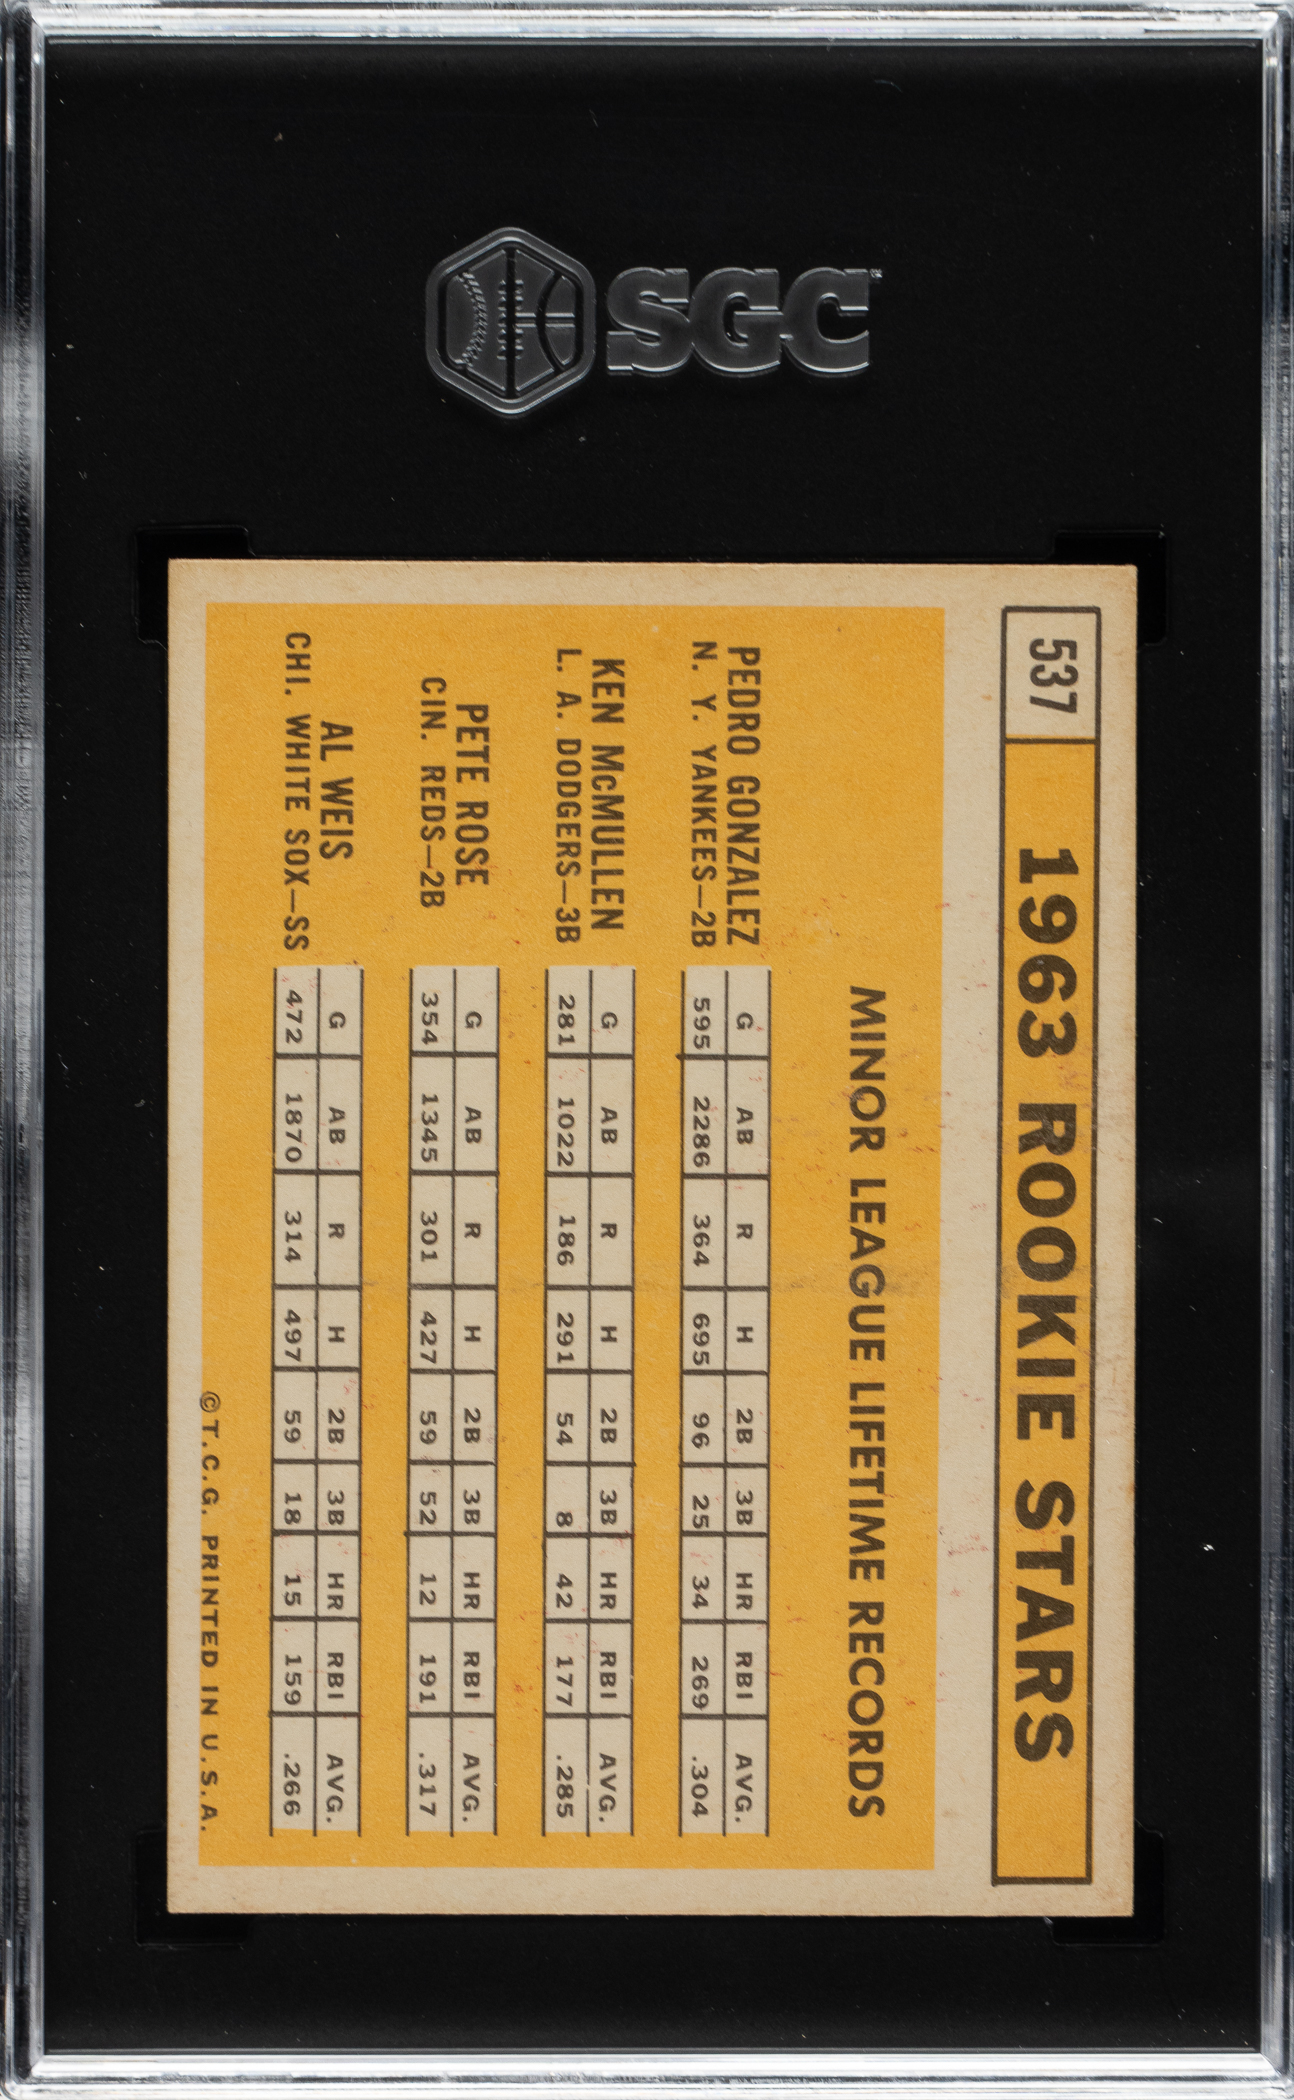 SGC
537
1963 ROOKIE STARS
MINOR LEAGUE LIFETIME RECORDS
PEDRO GONZALEZ
N. Y. YANKEES—2B
G AB R H 2B 3B HR RBI AVG.
595 2286 364 695 96 25 34 269 .304
KEN McMULLEN
L. A. DODGERS—3B
G AB R H 2B 3B HR RBI AVG.
281 1022 186 291 54 8 42 177 .285
PETE ROSE
CIN. REDS—2B
G AB R H 2B 3B HR RBI AVG.
354 1345 301 427 59 52 12 191 .317
AL WEIS
CHI. WHITE SOX—SS
G AB R H 2B 3B HR RBI AVG.
472 1870 314 497 59 18 15 159 .266
©T.C.G. PRINTED IN U.S.A.